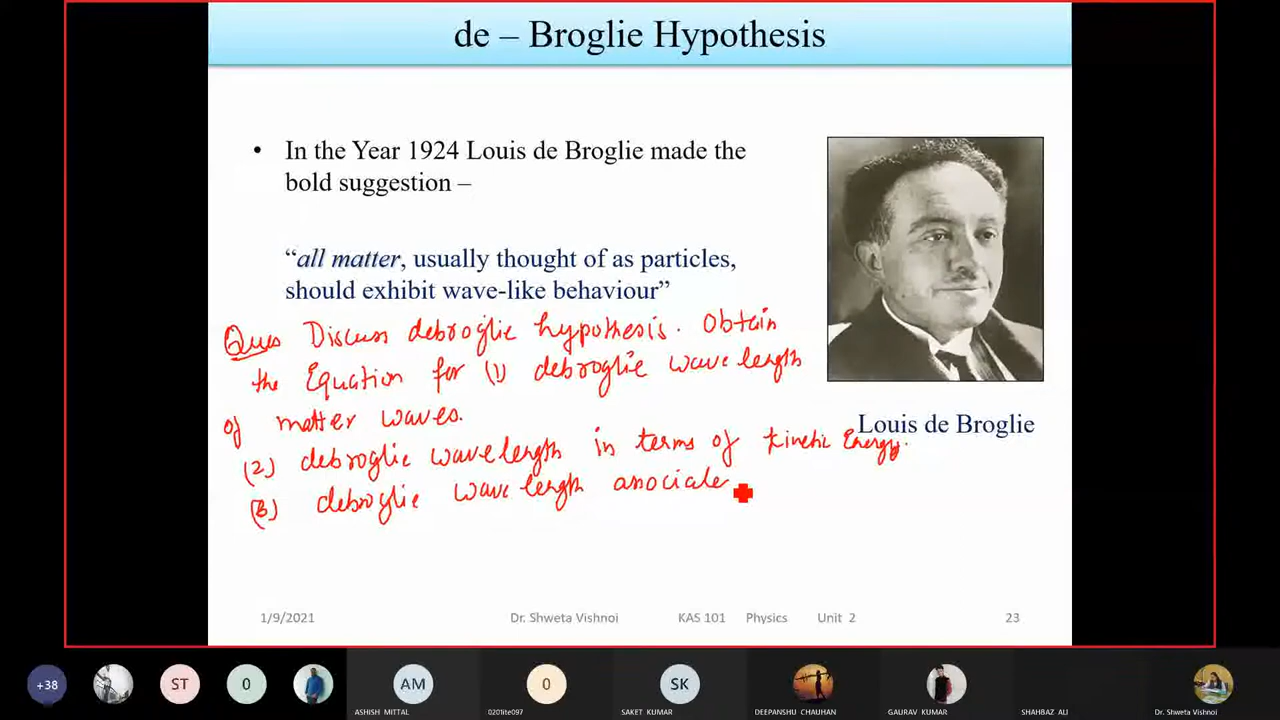 de – Broglie Hypothesis
• In the Year 1924 Louis de Broglie made the
bold suggestion –
“all matter, usually thought of as particles,
should exhibit wave-like behaviour”
Ques Discuss debroglie hypothesis. Obtain
the Equation for (1) debroglie wavelength
of matter waves.
Louis de Broglie
(2) debroglie wavelength in terms of kinetic Energy.
(3) debroglie wavelength associate
1/9/2021 Dr. Shweta Vishnoi KAS 101 Physics Unit 2 23
+38 ST 0 AM 0 SK
ASHISH MITTAL 0201ite097 SAKET KUMAR DEEPANSHU CHAUHAN GAURAV KUMAR SHAHBAZ ALI Dr. Shweta Vishnoi